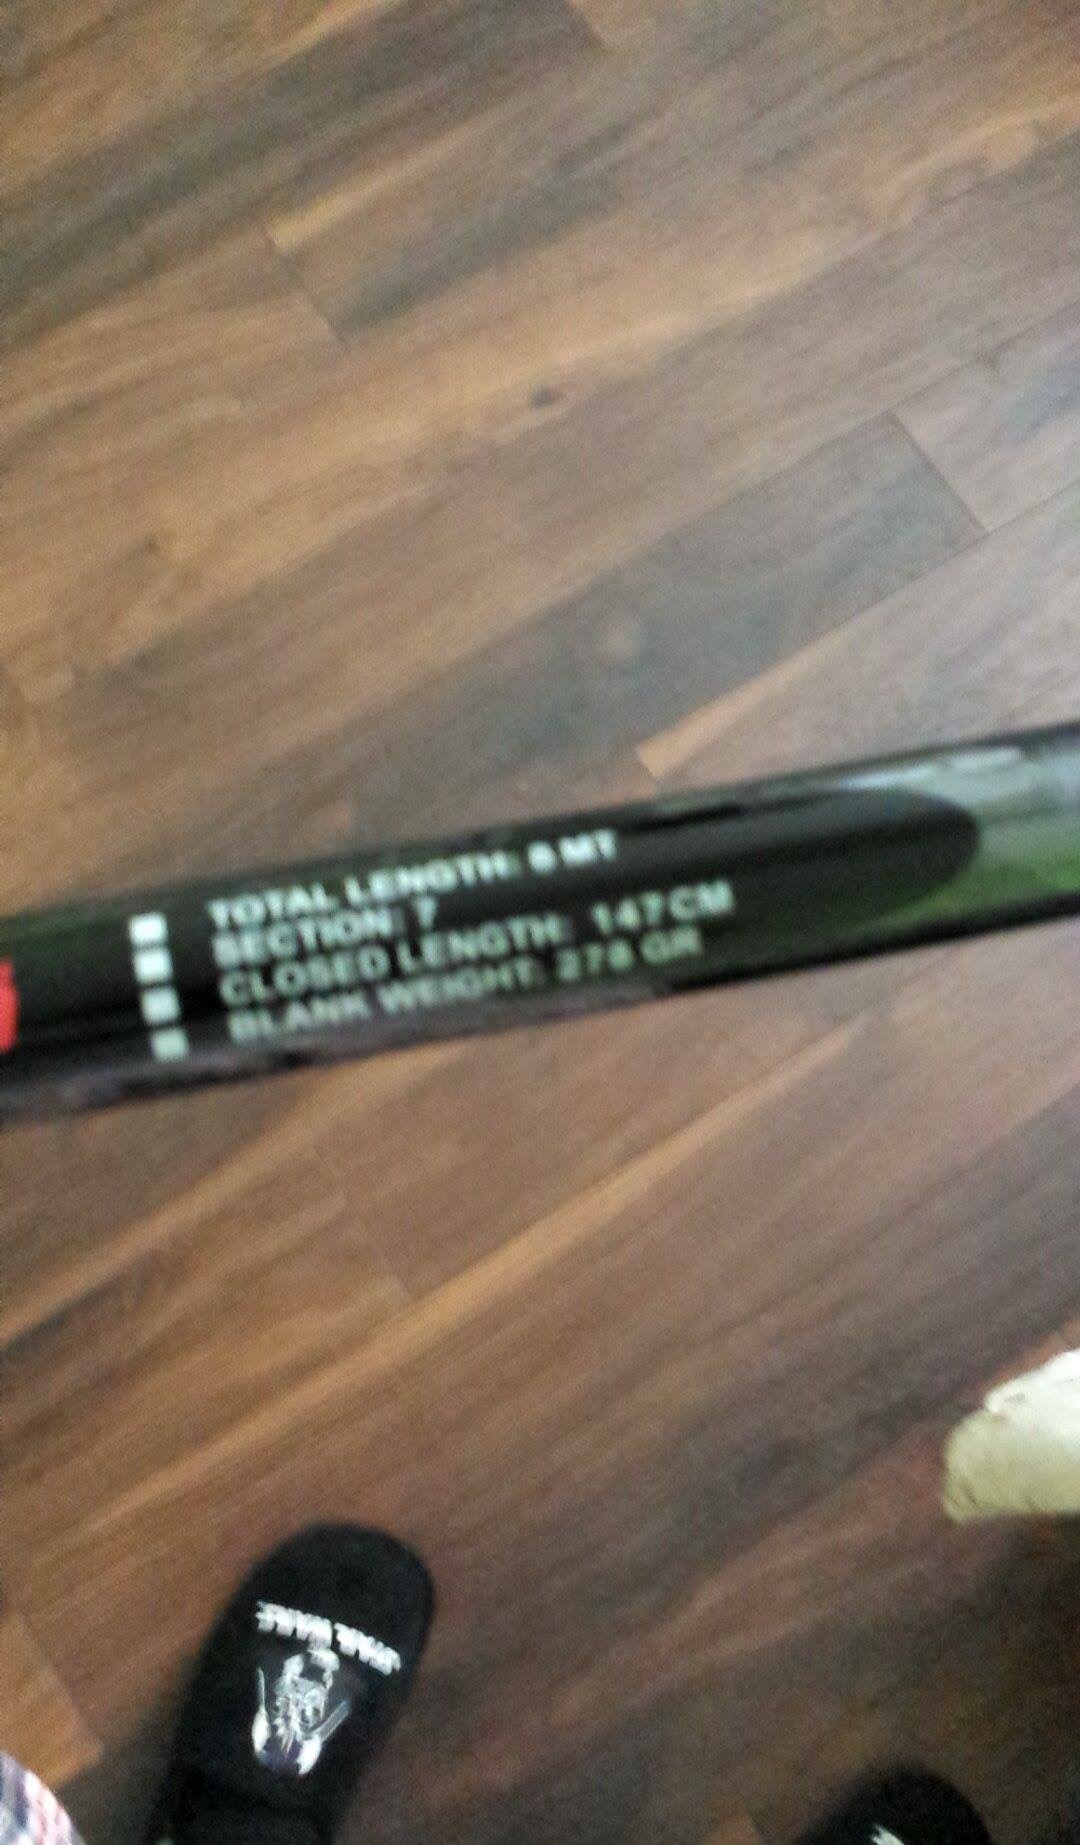 TOTAL LENGTH: 8 MT
SECTION: 7
CLOSED LENGTH: 147 CM
BLANK WEIGHT: 278 GR
STAR WARS